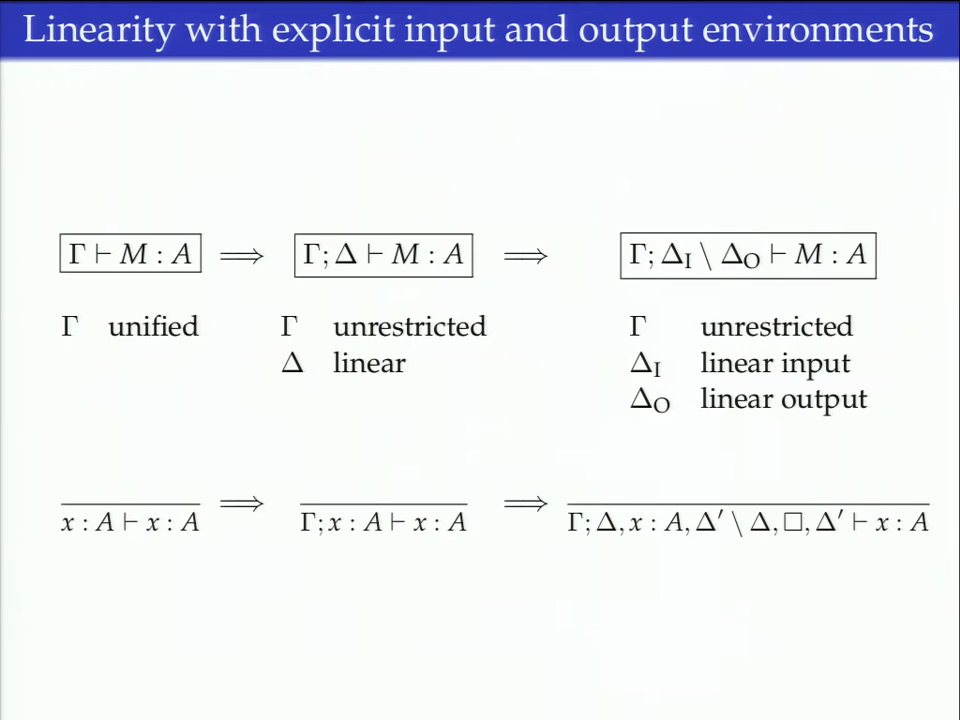 Linearity with explicit input and output environments
Γ ⊢ M : A ⟹ Γ; Δ ⊢ M : A ⟹ Γ; Δ_I \ Δ_O ⊢ M : A
Γ unified Γ unrestricted Γ unrestricted
Δ linear Δ_I linear input
Δ_O linear output
x : A ⊢ x : A ⟹ Γ; x : A ⊢ x : A ⟹ Γ; Δ, x : A, Δ′ \ Δ, □, Δ′ ⊢ x : A